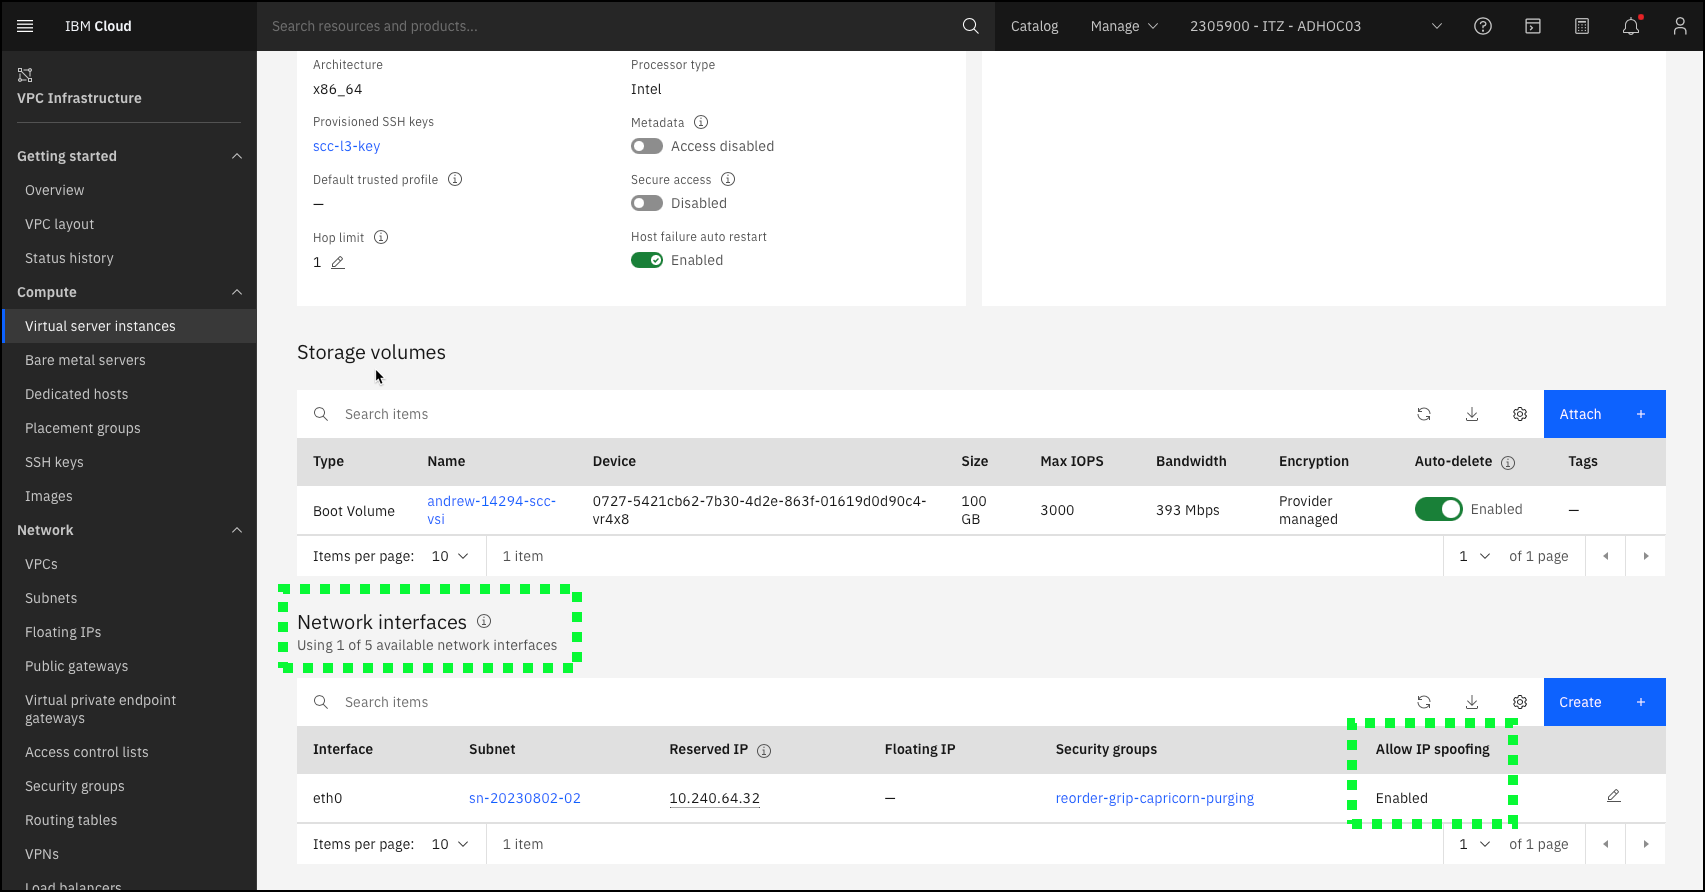 IBM Cloud
Search resources and products...
Catalog
Manage
2305900 - ITZ - ADHOC03
VPC Infrastructure
Getting started
Overview
VPC layout
Status history
Compute
Virtual server instances
Bare metal servers
Dedicated hosts
Placement groups
SSH keys
Images
Network
VPCs
Subnets
Floating IPs
Public gateways
Virtual private endpoint
gateways
Access control lists
Security groups
Routing tables
VPNs
Load balancers
Architecture
x86_64
Processor type
Intel
Provisioned SSH keys
scc-l3-key
Metadata
Access disabled
Default trusted profile
—
Secure access
Disabled
Hop limit
1
Host failure auto restart
Enabled
Storage volumes
Search items
Attach +
Type Name Device Size Max IOPS Bandwidth Encryption Auto-delete Tags
Boot Volume
andrew-14294-scc-
vsi
0727-5421cb62-7b30-4d2e-863f-01619d0d90c4-
vr4x8
100
GB
3000
393 Mbps
Provider
managed
Enabled
—
Items per page: 10 1 item 1 of 1 page
Network interfaces
Using 1 of 5 available network interfaces
Search items
Create +
Interface Subnet Reserved IP Floating IP Security groups Allow IP spoofing
eth0 sn-20230802-02 10.240.64.32 — reorder-grip-capricorn-purging Enabled
Items per page: 10 1 item 1 of 1 page